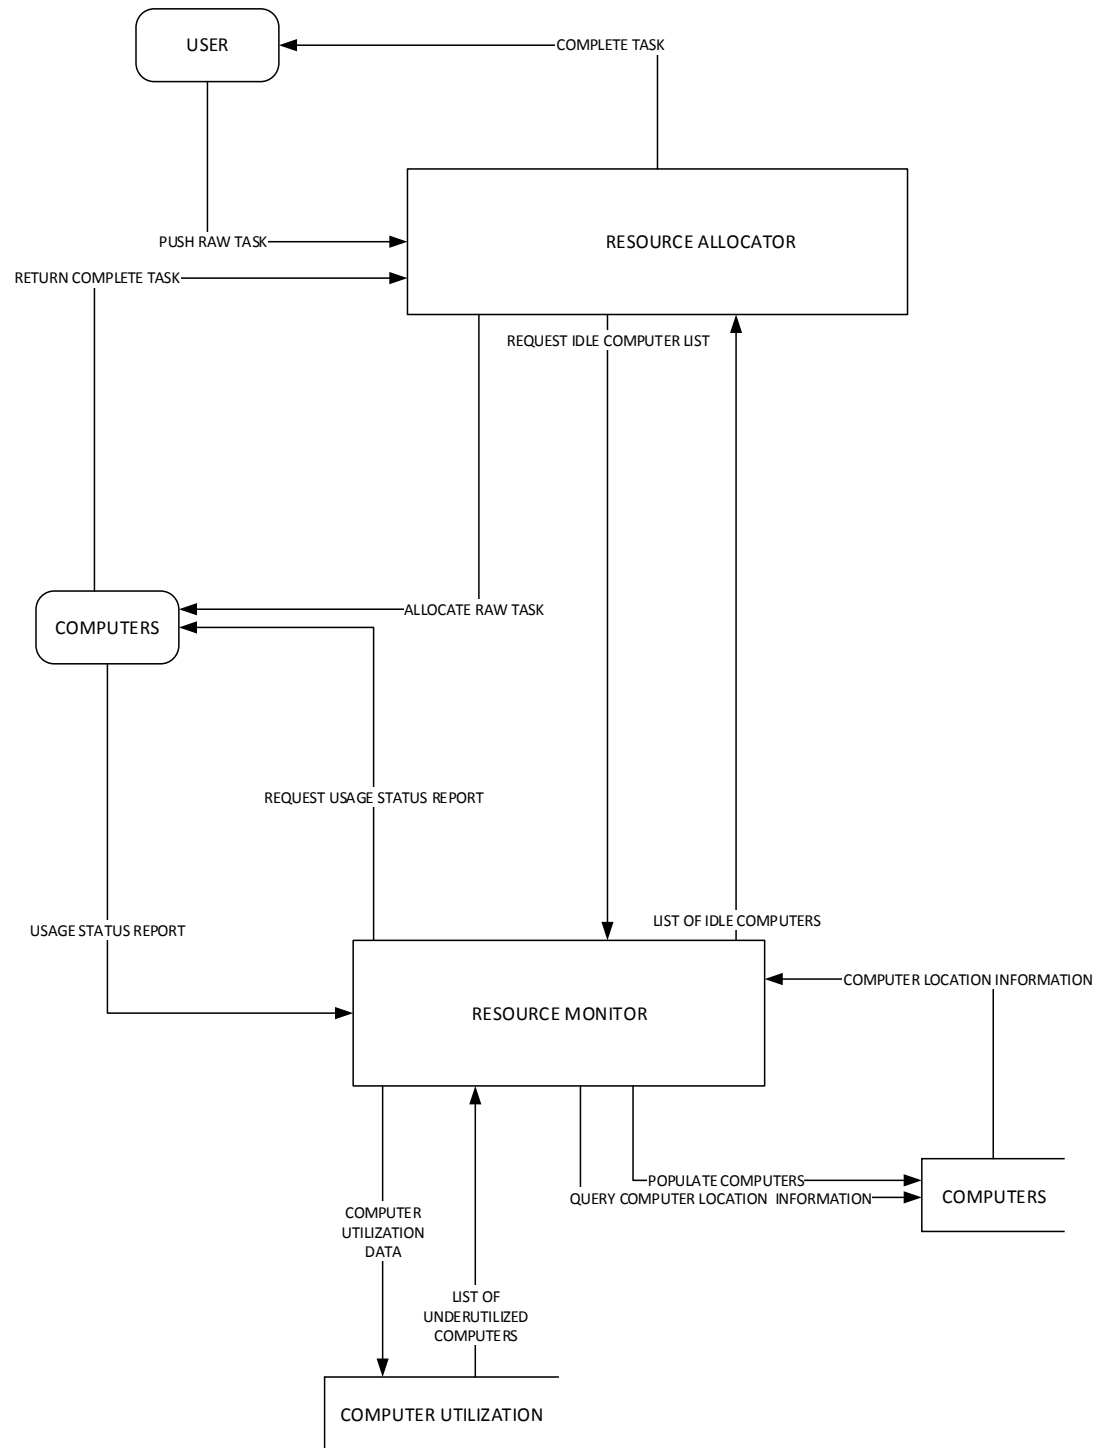 USER
COMPLETE TASK
PUSH RAW TASK
RESOURCE ALLOCATOR
RETURN COMPLETE TASK
REQUEST IDLE COMPUTER LIST
ALLOCATE RAW TASK
COMPUTERS
REQUEST USAGE STATUS REPORT
USAGE STATUS REPORT
LIST OF IDLE COMPUTERS
COMPUTER LOCATION INFORMATION
RESOURCE MONITOR
POPULATE COMPUTERS
QUERY COMPUTER LOCATION INFORMATION
COMPUTERS
COMPUTER
UTILIZATION
DATA
LIST OF
UNDERUTILIZED
COMPUTERS
COMPUTER UTILIZATION